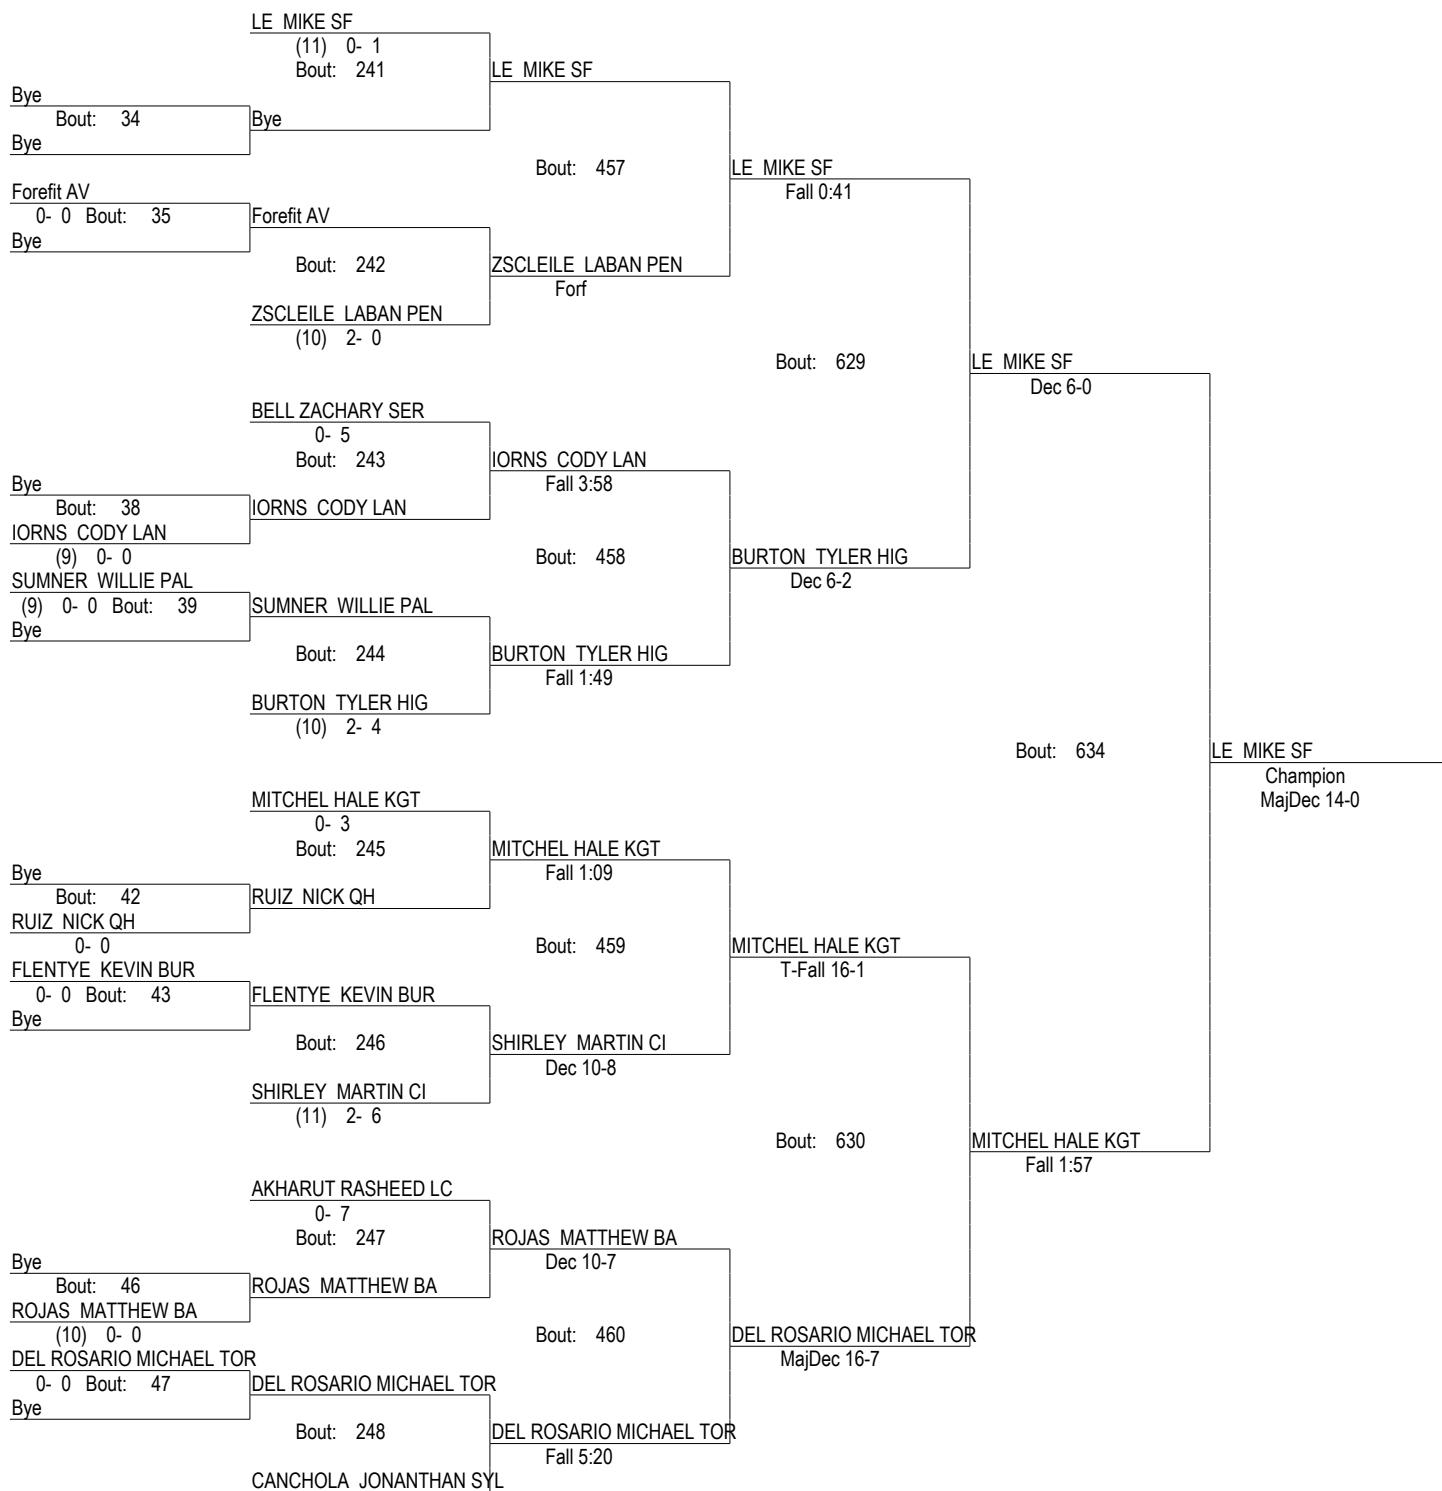 LE  MIKE SF
(11)  0- 1
Bout:  241
LE  MIKE SF
Bye
Bout:  34
Bye
Bye
Bout:  457
LE  MIKE SF
Fall 0:41
Forefit AV
0- 0  Bout:  35
Forefit AV
Bye
Bout:  242
ZSCLEILE  LABAN PEN
Forf
ZSCLEILE  LABAN PEN
(10)  2- 0
Bout:  629
LE  MIKE SF
Dec 6-0
BELL ZACHARY SER
0- 5
Bout:  243
IORNS  CODY LAN
Fall 3:58
Bye
Bout:  38
IORNS  CODY LAN
IORNS  CODY LAN
(9)  0- 0
Bout:  458
BURTON  TYLER HIG
Dec 6-2
SUMNER  WILLIE PAL
(9)  0- 0  Bout:  39
SUMNER  WILLIE PAL
Bye
Bout:  244
BURTON  TYLER HIG
Fall 1:49
BURTON  TYLER HIG
(10)  2- 4
Bout:  634
LE  MIKE SF
Champion
MajDec 14-0
MITCHEL HALE KGT
0- 3
Bout:  245
MITCHEL HALE KGT
Fall 1:09
Bye
Bout:  42
RUIZ  NICK QH
RUIZ  NICK QH
0- 0
Bout:  459
MITCHEL HALE KGT
T-Fall 16-1
FLENTYE  KEVIN BUR
0- 0  Bout:  43
FLENTYE  KEVIN BUR
Bye
Bout:  246
SHIRLEY  MARTIN CI
Dec 10-8
SHIRLEY  MARTIN CI
(11)  2- 6
Bout:  630
MITCHEL HALE KGT
Fall 1:57
AKHARUT RASHEED LC
0- 7
Bout:  247
ROJAS  MATTHEW BA
Dec 10-7
Bye
Bout:  46
ROJAS  MATTHEW BA
ROJAS  MATTHEW BA
(10)  0- 0
Bout:  460
DEL ROSARIO MICHAEL TOR
MajDec 16-7
DEL ROSARIO MICHAEL TOR
0- 0  Bout:  47
DEL ROSARIO MICHAEL TOR
Bye
Bout:  248
DEL ROSARIO MICHAEL TOR
Fall 5:20
CANCHOLA  JONANTHAN SYL